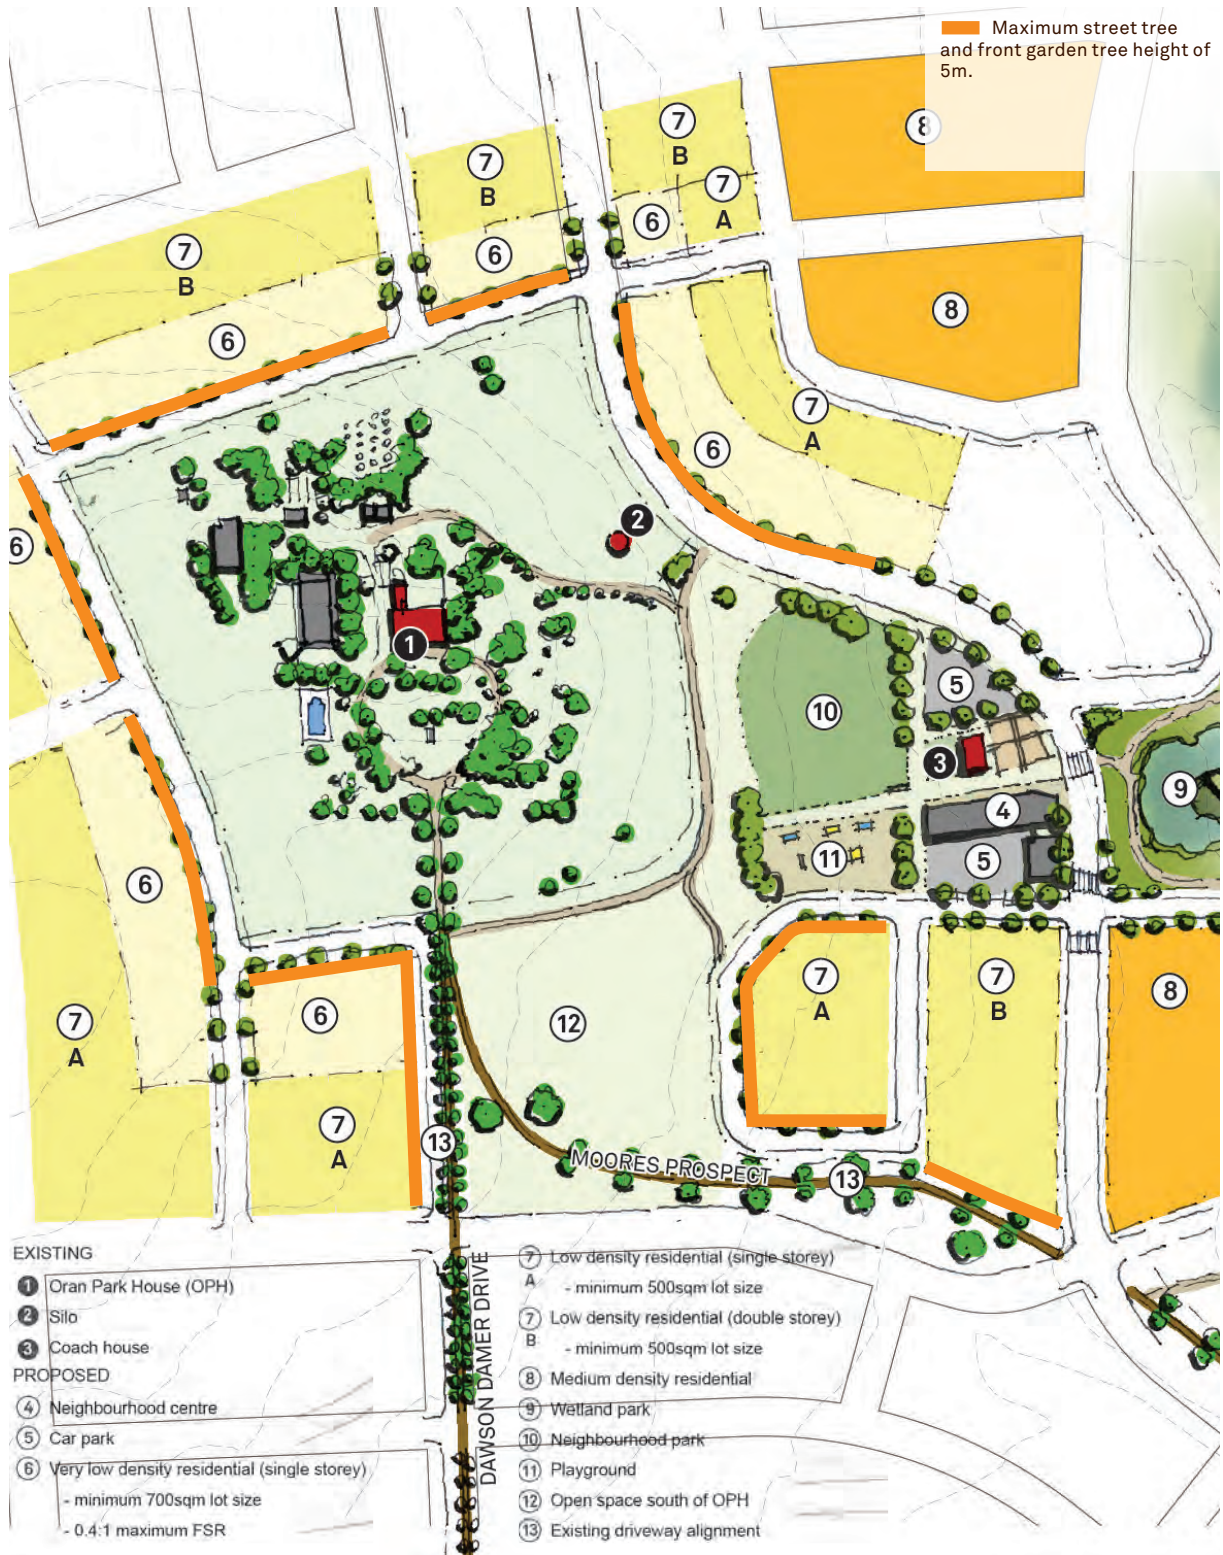 Maximum street tree
and front garden tree height of
5m.
8
7
B
7
B
7
A
6
6
7
B
6
8
7
A
6
6
2
1
10
5
3
4
9
11
5
6
7
A
7
B
8
7
A
6
12
7
A
13
MOORES PROSPECT
13
DAWSON DAMER DRIVE
EXISTING
1 Oran Park House (OPH)
2 Silo
3 Coach house
PROPOSED
4 Neighbourhood centre
5 Car park
6 Very low density residential (single storey)
- minimum 700sqm lot size
- 0.4:1 maximum FSR
7 Low density residential (single storey)
A - minimum 500sqm lot size
7 Low density residential (double storey)
B - minimum 500sqm lot size
8 Medium density residential
9 Wetland park
10 Neighbourhood park
11 Playground
12 Open space south of OPH
13 Existing driveway alignment